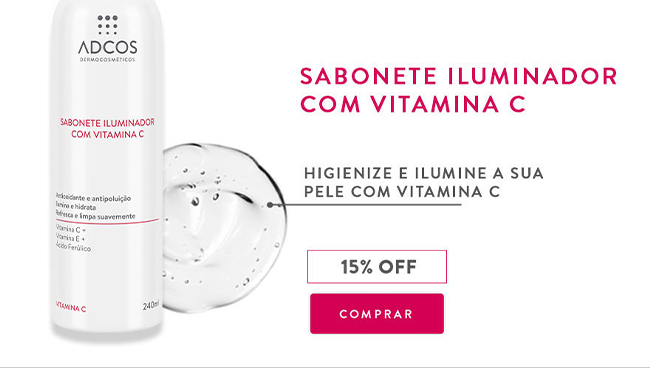 ADCOS
DERMOCOSMÉTICOS
SABONETE ILUMINADOR
COM VITAMINA C
Antioxidante e antipoluição
Ilumina e hidrata
Refresca e limpa suavemente
Vitamina C +
Vitamina E +
Ácido Ferúlico
VITAMINA C
240ml
SABONETE ILUMINADOR
COM VITAMINA C
HIGIENIZE E ILUMINE A SUA
PELE COM VITAMINA C
15% OFF
COMPRAR